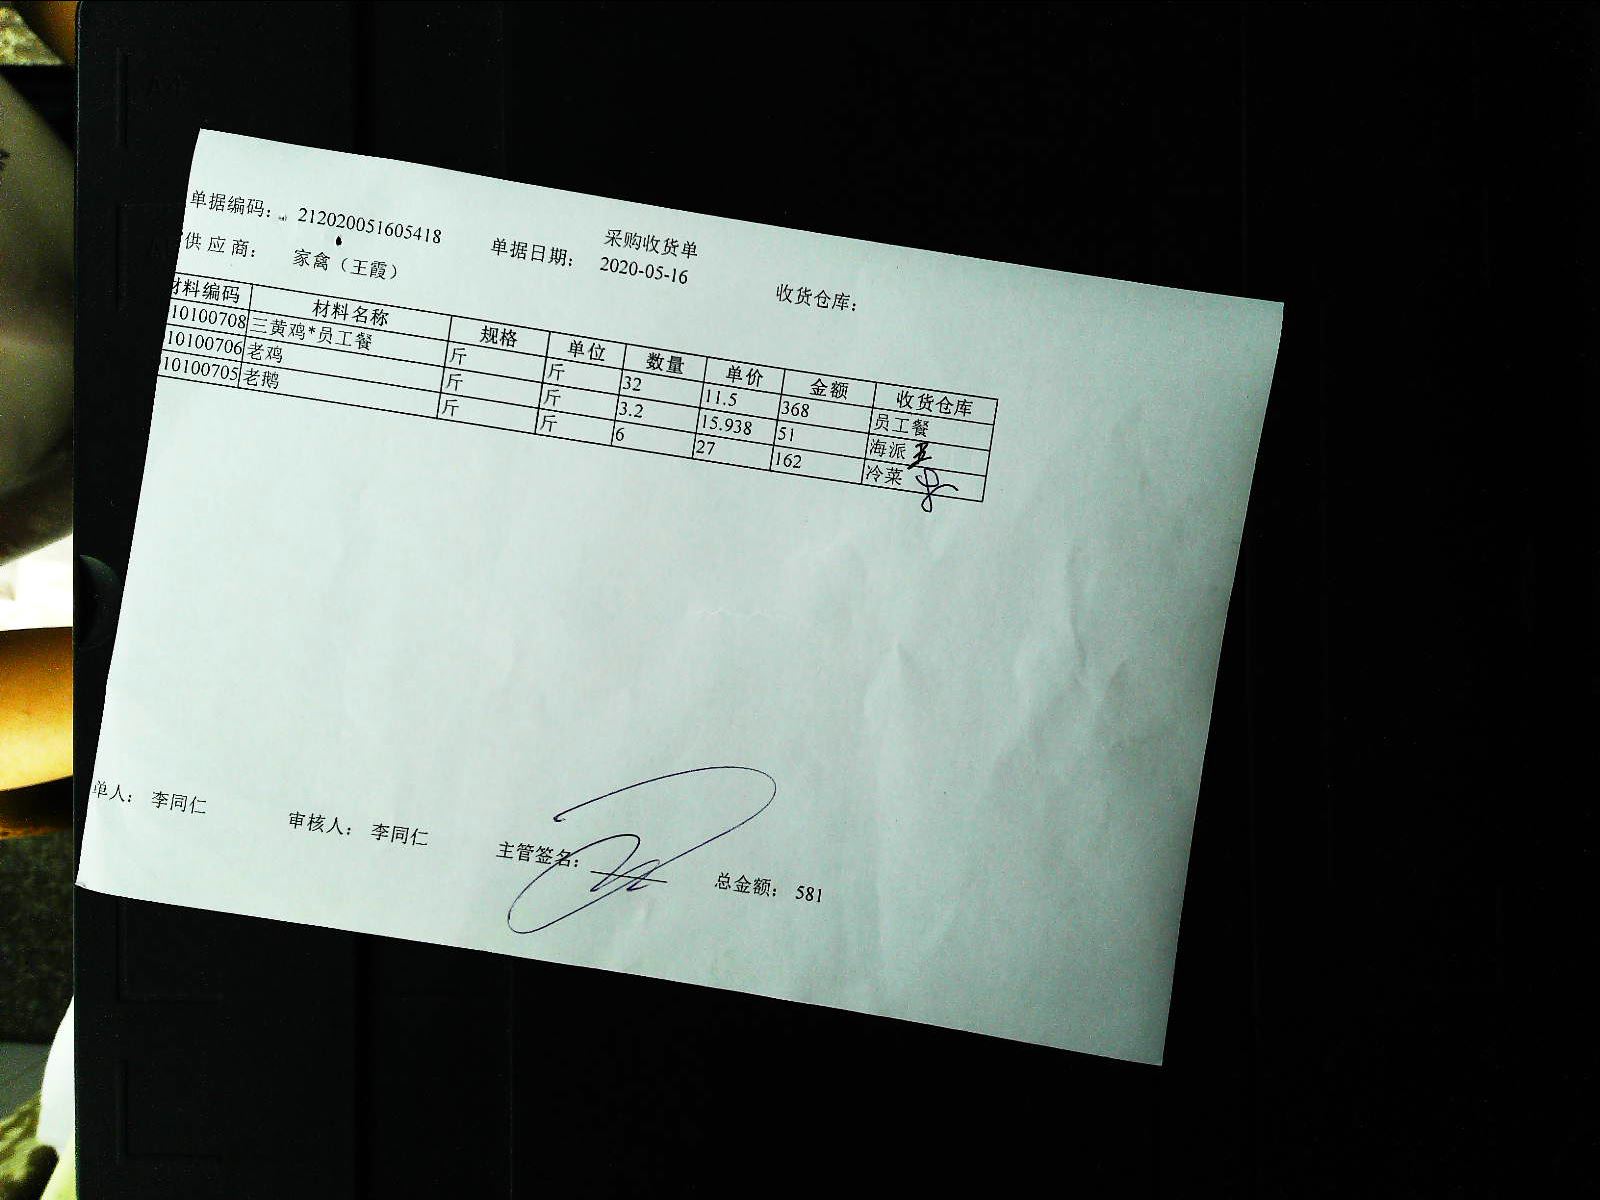 采购收货单
单据编码： 212020051605418 单据日期： 2020-05-16 收货仓库：
供应商： 家禽（王霞）
材料编码 材料名称 规格 单位 数量 单价 金额 收货仓库
10100708 三黄鸡*员工餐 斤 斤 32 11.5 368 员工餐
10100706 老鸡 斤 斤 3.2 15.938 51 海派
10100705 老鹅 斤 斤 6 27 162 冷菜
单人： 李同仁 审核人： 李同仁 主管签名： 总金额： 581